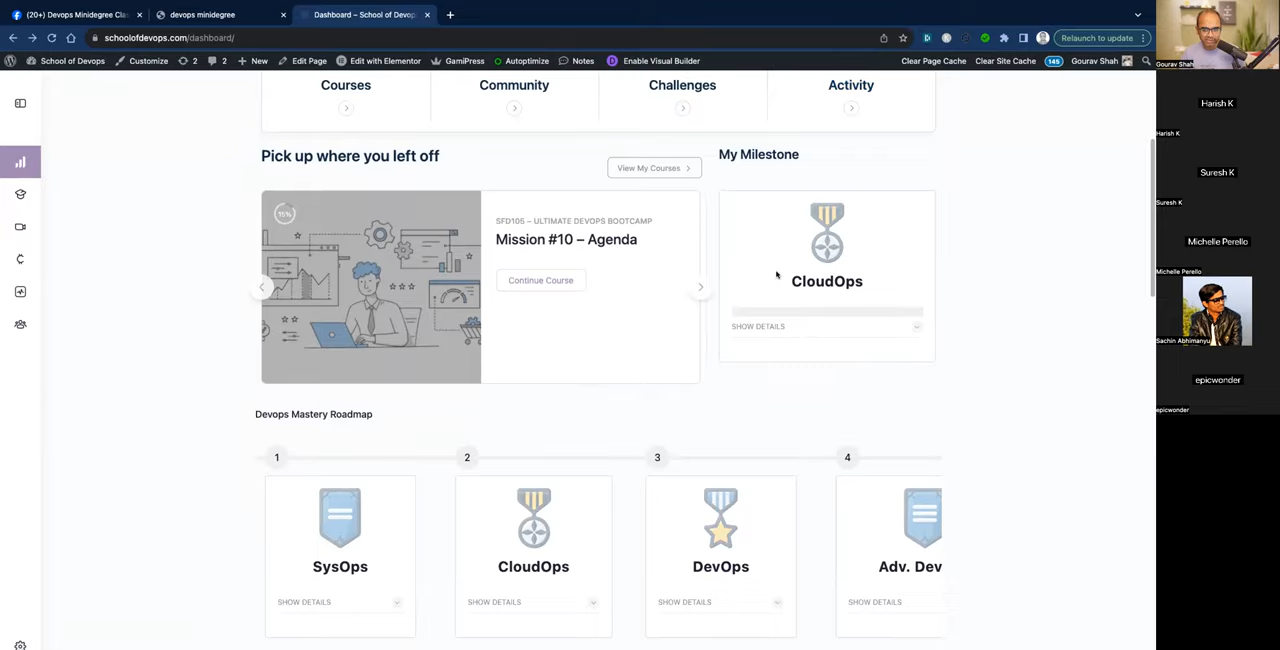 (20+) Devops Minidegree Clas
devops minidegree
Dashboard – School of Devops
schoolofdevops.com/dashboard/
Relaunch to update
School of Devops
Customize
2
2
New
Edit Page
Edit with Elementor
GamiPress
Autoptimize
Notes
Enable Visual Builder
Clear Page Cache
Clear Site Cache
145
Gourav Shah
Courses
Community
Challenges
Activity
Pick up where you left off
View My Courses
My Milestone
15%
SFD105 – ULTIMATE DEVOPS BOOTCAMP
Mission #10 – Agenda
Continue Course
CloudOps
SHOW DETAILS
Devops Mastery Roadmap
1
2
3
4
SysOps
CloudOps
DevOps
Adv. Dev
SHOW DETAILS
SHOW DETAILS
SHOW DETAILS
SHOW DETAILS
Gourav Shah
Harish K
Harish K
Suresh K
Suresh K
Michelle Perello
Michelle Perello
Sachin Abhimanyu
epicwonder
epicwonder